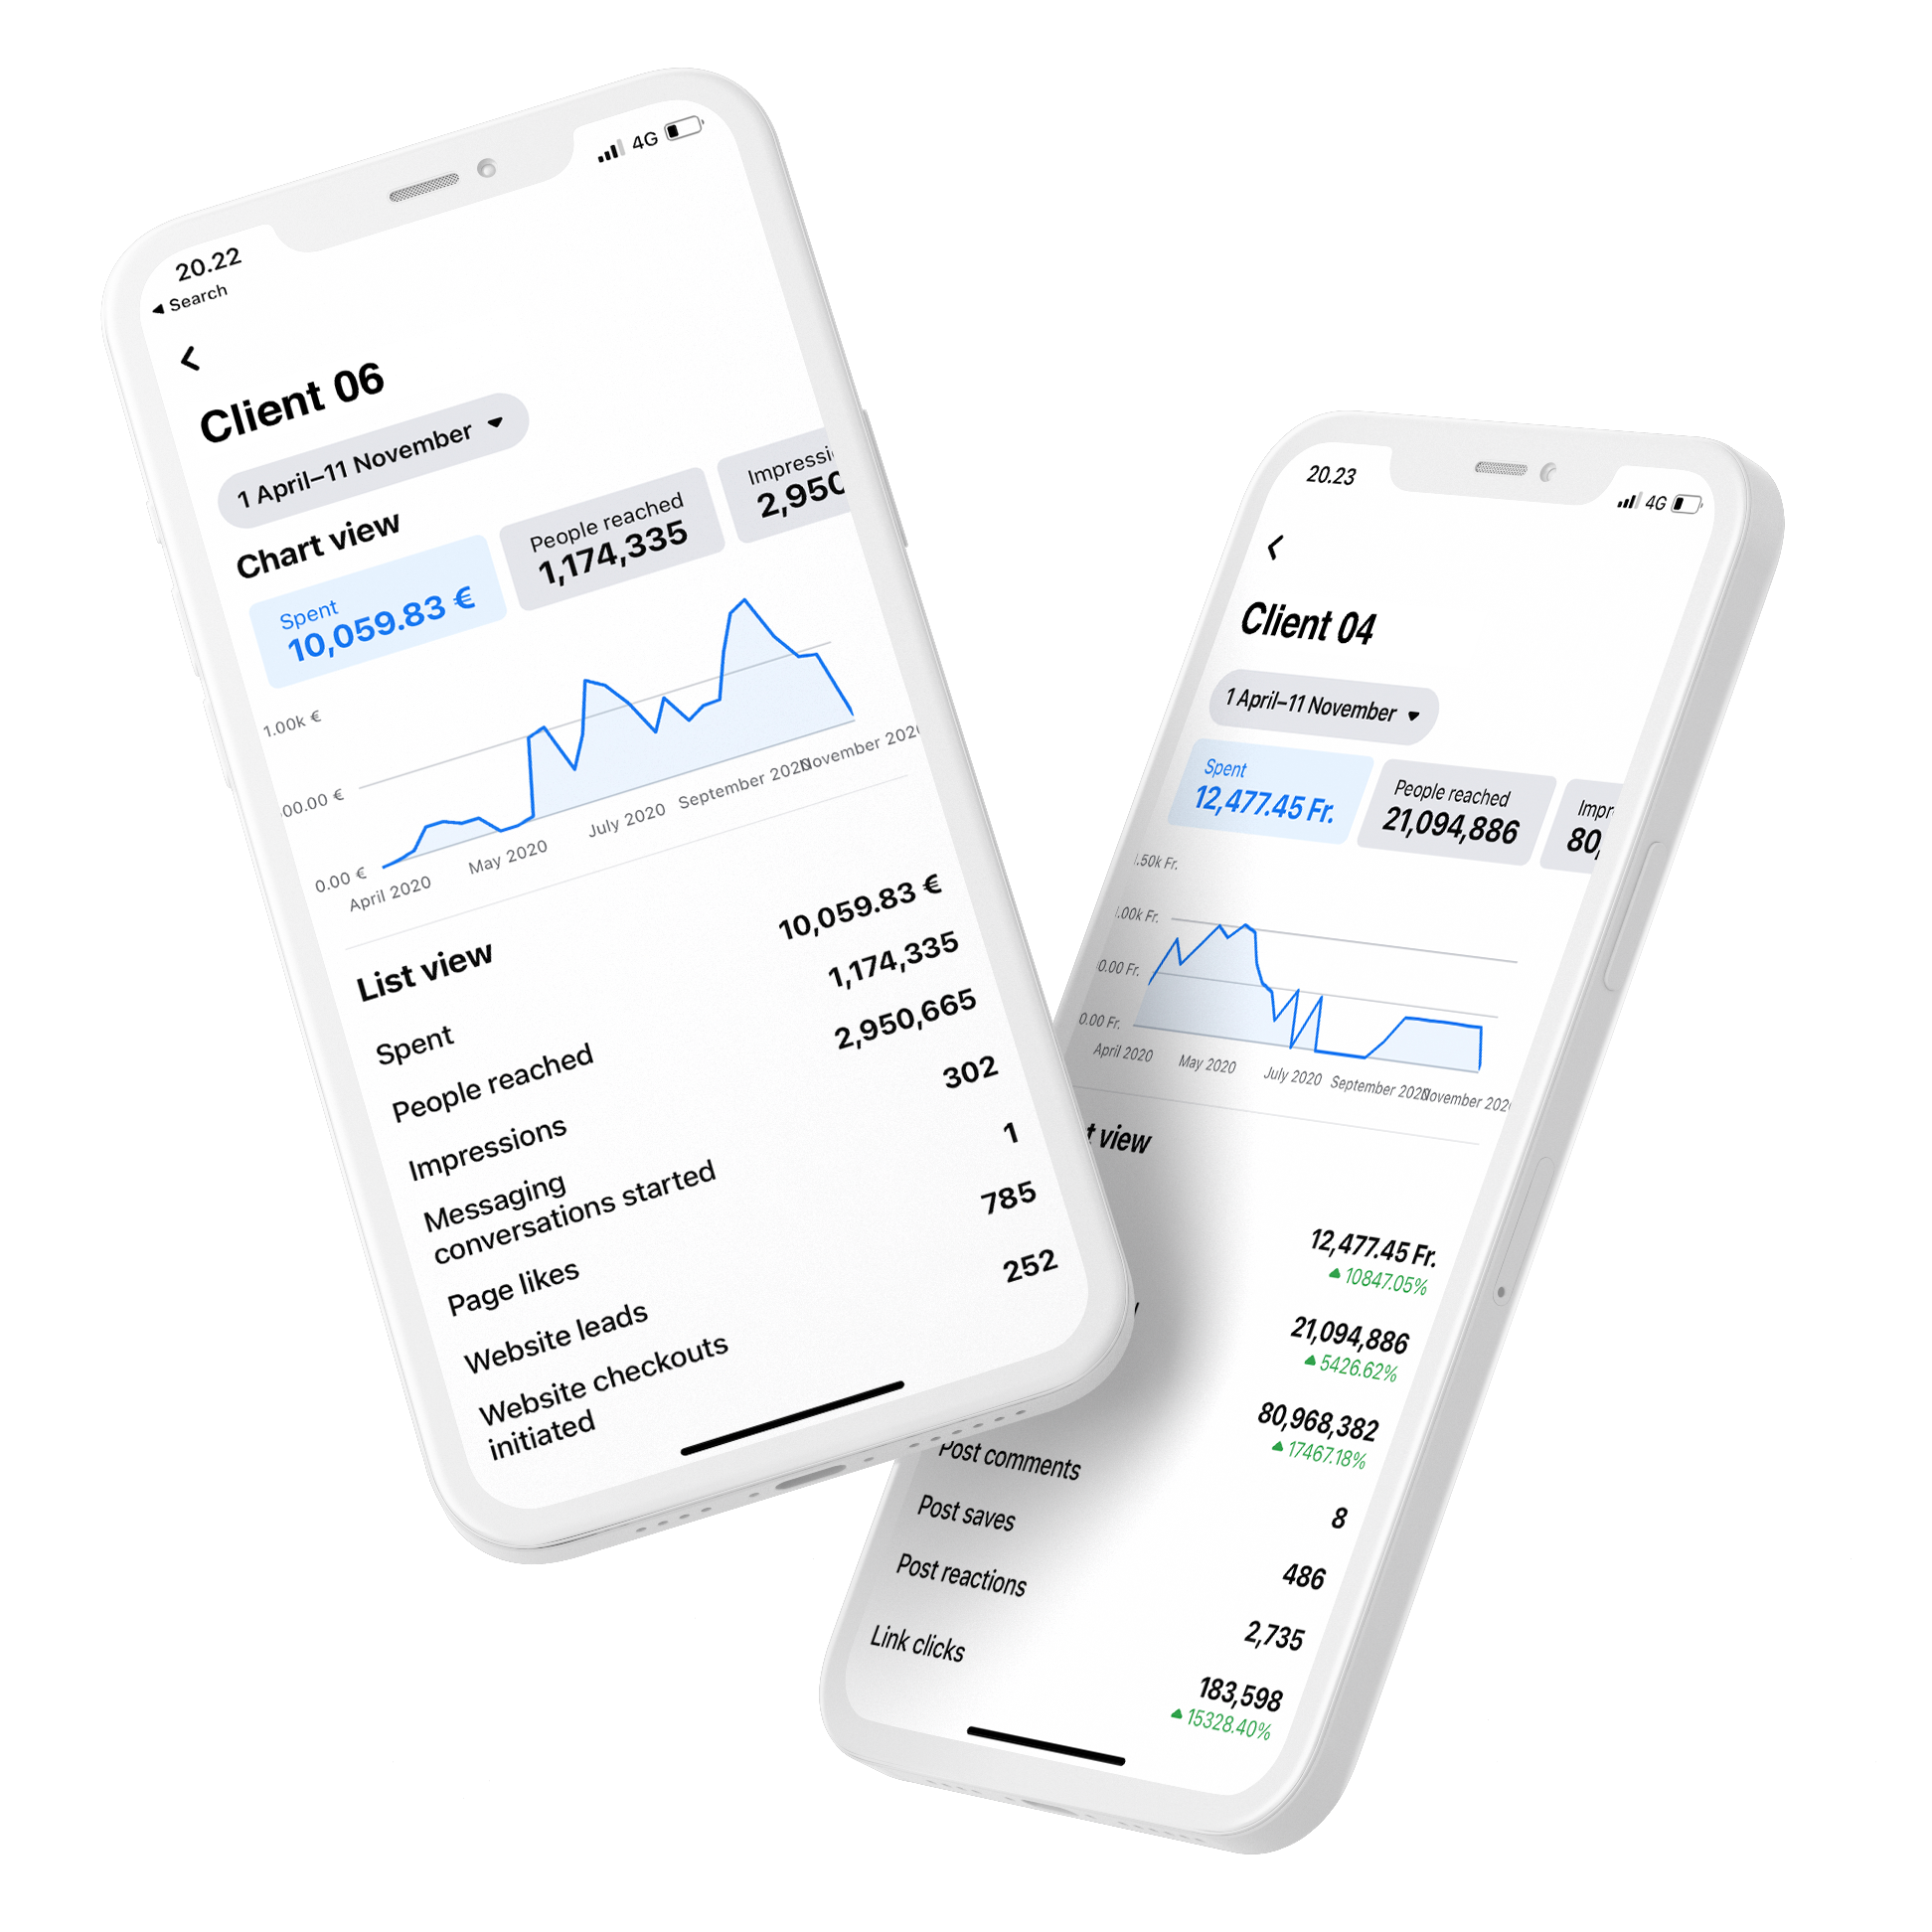 20.22
4G
Search
Client 06
1 April–11 November
Chart view
Spent
10,059.83 €
People reached
1,174,335
Impressi
2,950
1.00k €
00.00 €
0.00 €
April 2020
May 2020
July 2020
September 2020
November 202
List view
Spent
10,059.83 €
People reached
1,174,335
Impressions
2,950,665
Messaging
conversations started
302
Page likes
1
Website leads
785
Website checkouts
initiated
252
20.23
4G
Client 04
1 April–11 November
Spent
12,477.45 Fr.
People reached
21,094,886
Impr
80,
.50k Fr.
.00k Fr.
0.00 Fr.
0.00 Fr.
April 2020
May 2020
July 2020
September 2020
November 202
t view
12,477.45 Fr.
10847.05%
21,094,886
5426.62%
80,968,382
17467.18%
Post comments
8
Post saves
486
Post reactions
2,735
Link clicks
183,598
15328.40%